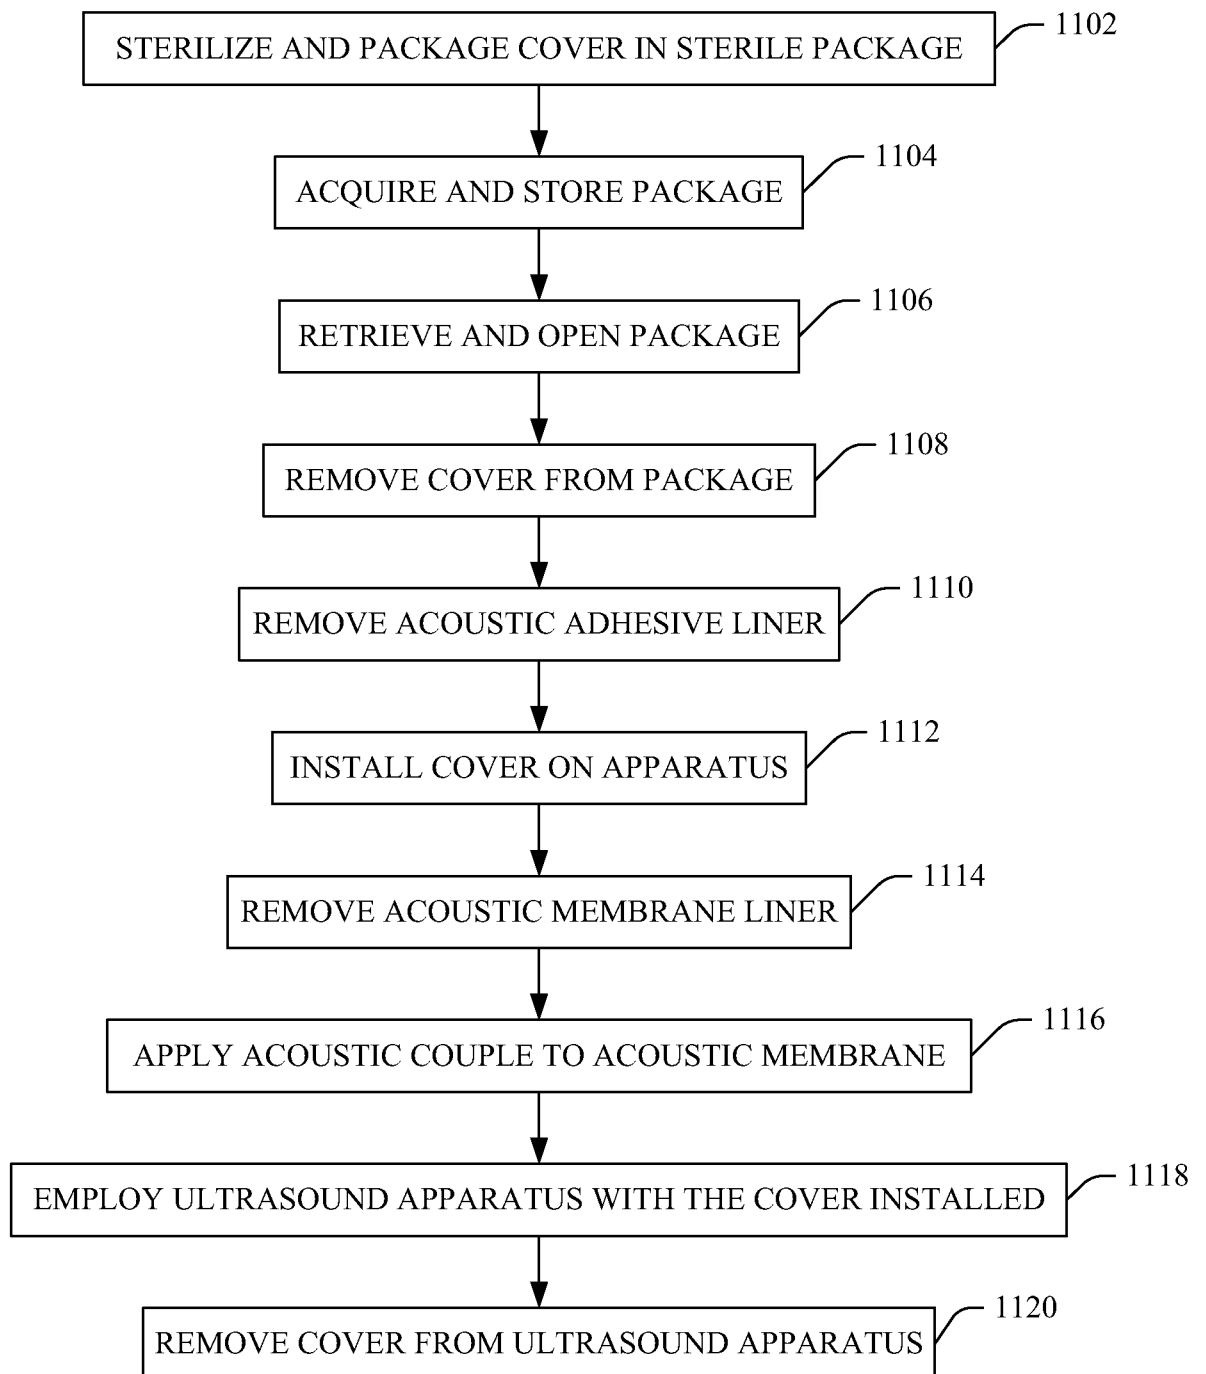 STERILIZE AND PACKAGE COVER IN STERILE PACKAGE
1102
ACQUIRE AND STORE PACKAGE
1104
RETRIEVE AND OPEN PACKAGE
1106
REMOVE COVER FROM PACKAGE
1108
REMOVE ACOUSTIC ADHESIVE LINER
1110
INSTALL COVER ON APPARATUS
1112
REMOVE ACOUSTIC MEMBRANE LINER
1114
APPLY ACOUSTIC COUPLE TO ACOUSTIC MEMBRANE
1116
EMPLOY ULTRASOUND APPARATUS WITH THE COVER INSTALLED
1118
REMOVE COVER FROM ULTRASOUND APPARATUS
1120